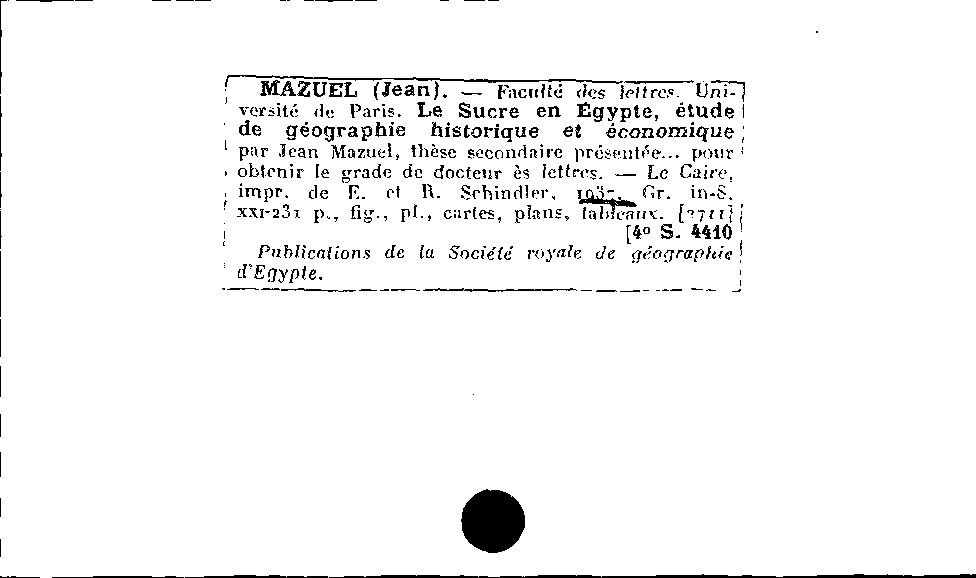 MAZUEL (Jean). — Faculté des lettres. Uni-
versité de Paris. Le Sucre en Égypte, étude
de géographie historique et économique
par Jean Mazuel, thèse secondaire présentée... pour
obtenir le grade de docteur ès lettres. — Le Caire,
impr. de E. et R. Schindler, 1937. Gr. in-8,
XXI-231 p., fig., pl., cartes, plans, tableaux.
[4° S. 4410
Publications de la Société royale de géographie
d'Egypte.